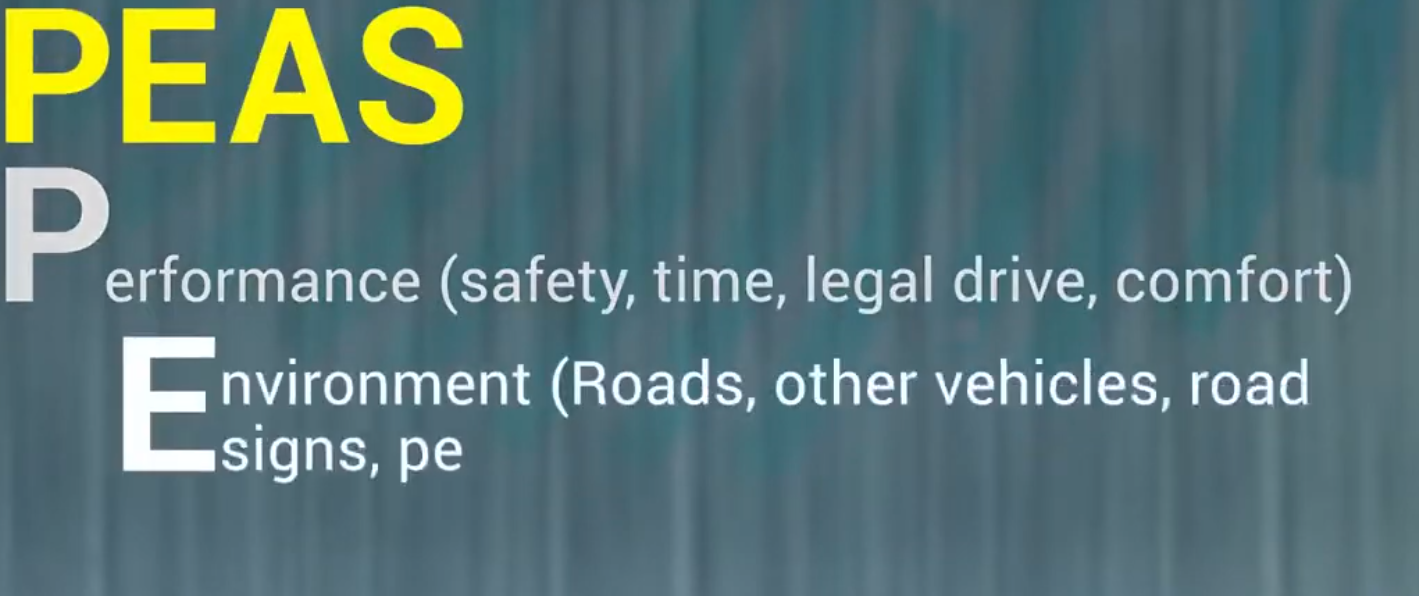 PEAS
Performance (safety, time, legal drive, comfort)
Environment (Roads, other vehicles, road
signs, pe